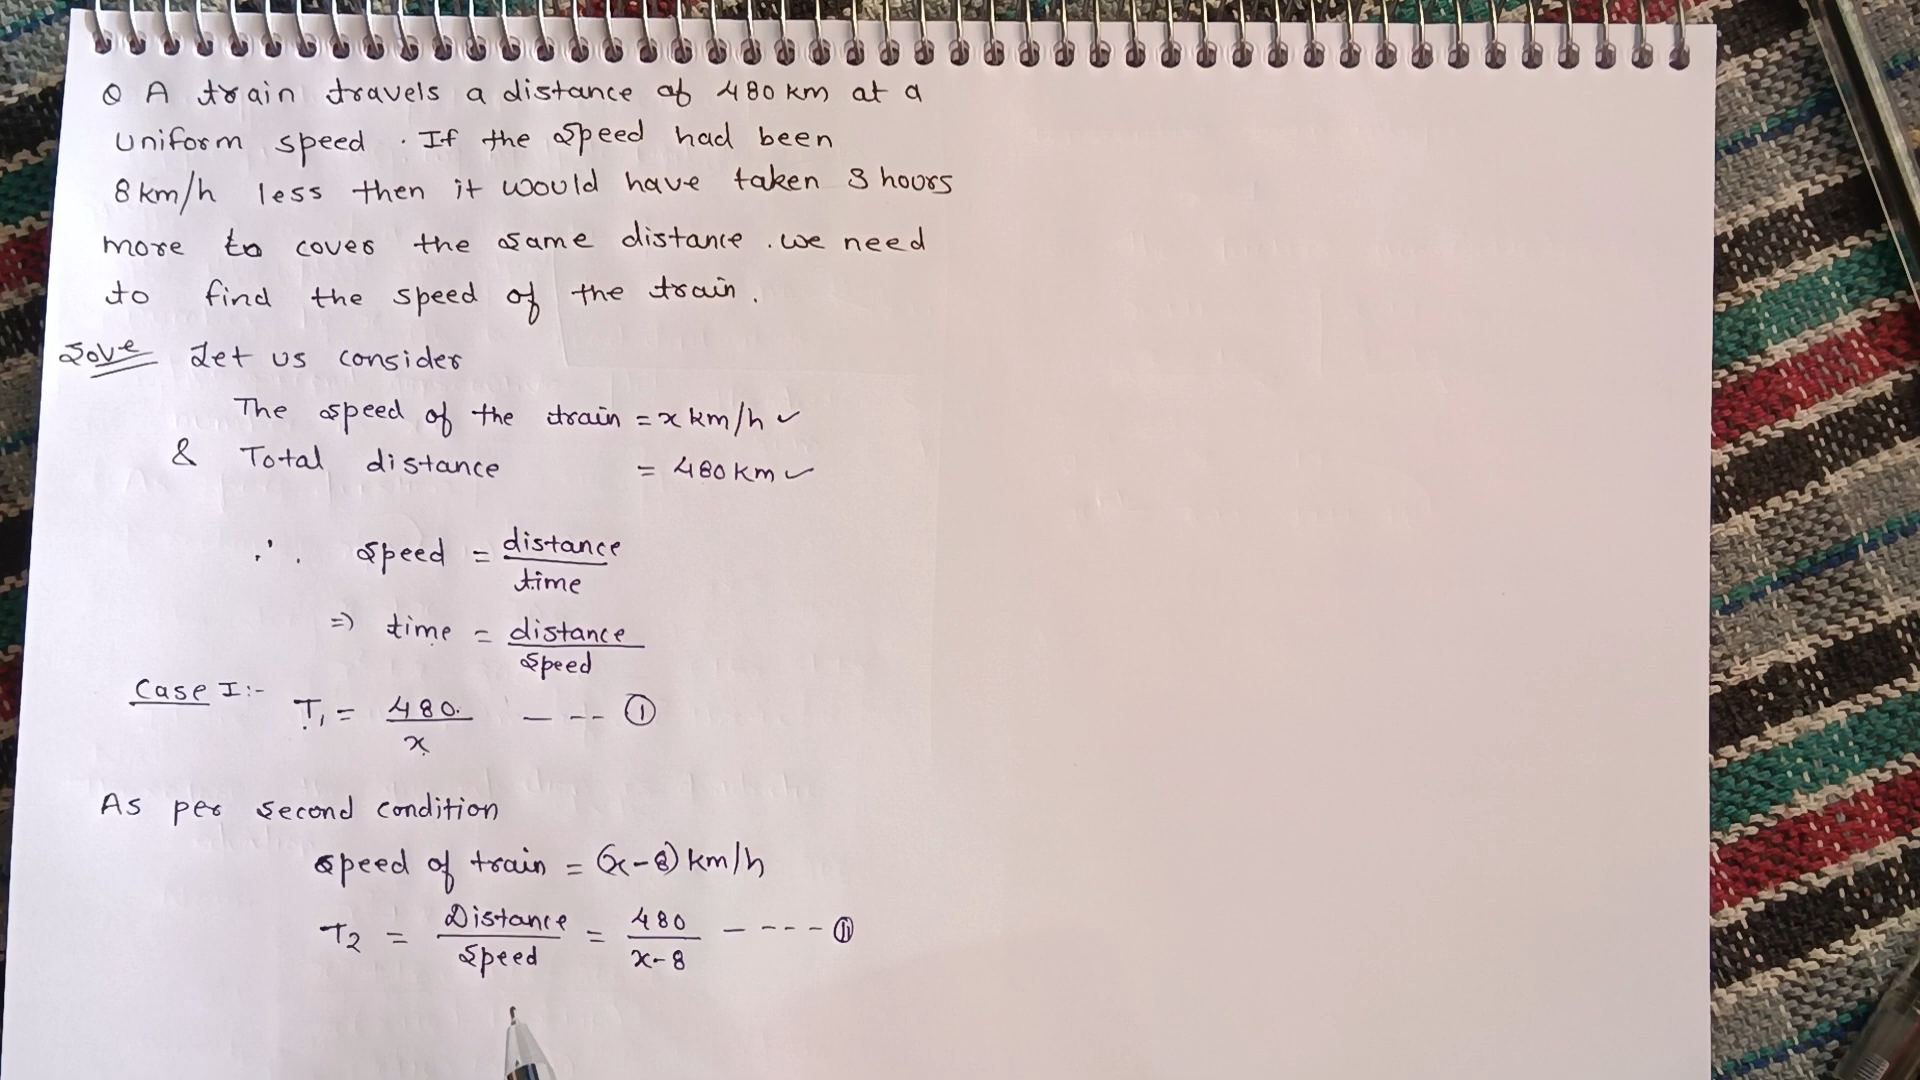 Q A train travels a distance of 480 km at a
uniform speed . If the speed had been
8 km/h less then it would have taken 3 hours
more to cover the same distance . we need
to find the speed of the train .
Solve Let us consider
The speed of the train = x km/h ✓
& Total distance = 480 km ✓
∴ speed = distance / time
⇒ time = distance / speed
Case I :- T₁ = 480 / x - - - ①
As per second condition
speed of train = (x-8) km/h
T2 = Distance / Speed = 480 / x-8 - - - - ⑪